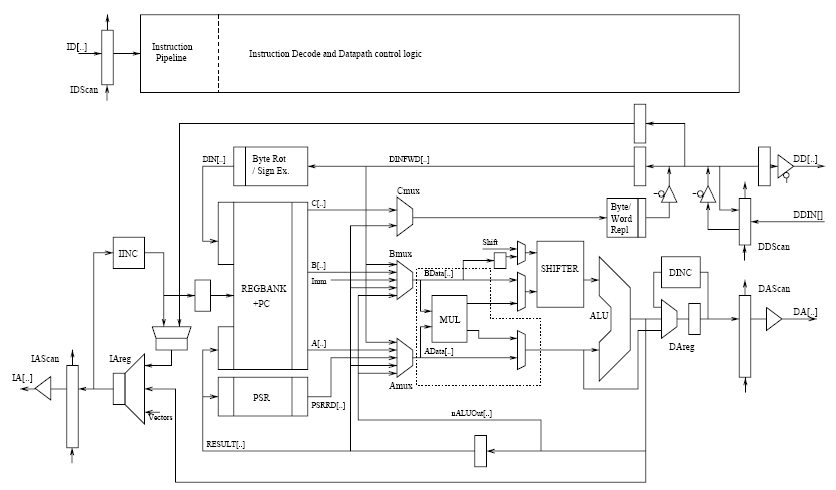 ID[..]
Instruction
Pipeline
Instruction Decode and Datapath control logic
IDScan
DIN[..]
Byte Rot
/ Sign Ex.
DINFWD[..]
DD[..]
Cmux
C[..]
Byte/
Word
Repl
DDIN[]
DDScan
IINC
Bmux
Shift
B[..]
BData[..]
Imm
REGBANK
+PC
SHIFTER
DINC
MUL
ALU
DAScan
DA[..]
DAreg
IAScan
IAreg
A[..]
AData[..]
Amux
IA[..]
Vectors
PSR
PSRRD[..]
nALUOut[..]
RESULT[..]